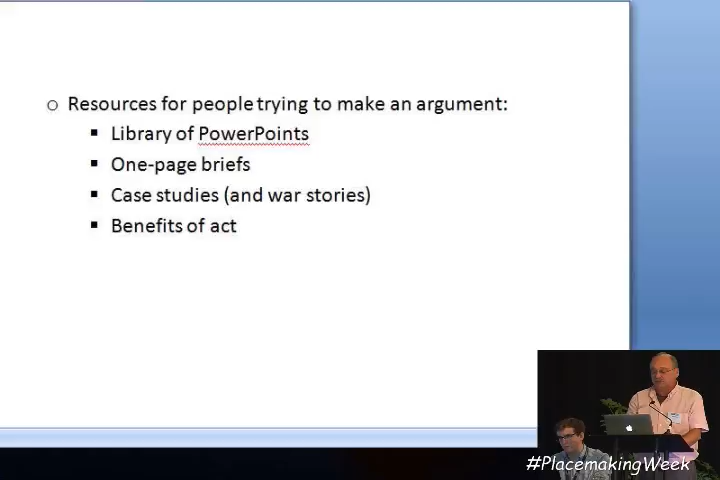 Resources for people trying to make an argument:
Library of PowerPoints
One-page briefs
Case studies (and war stories)
Benefits of act
#PlacemakingWeek